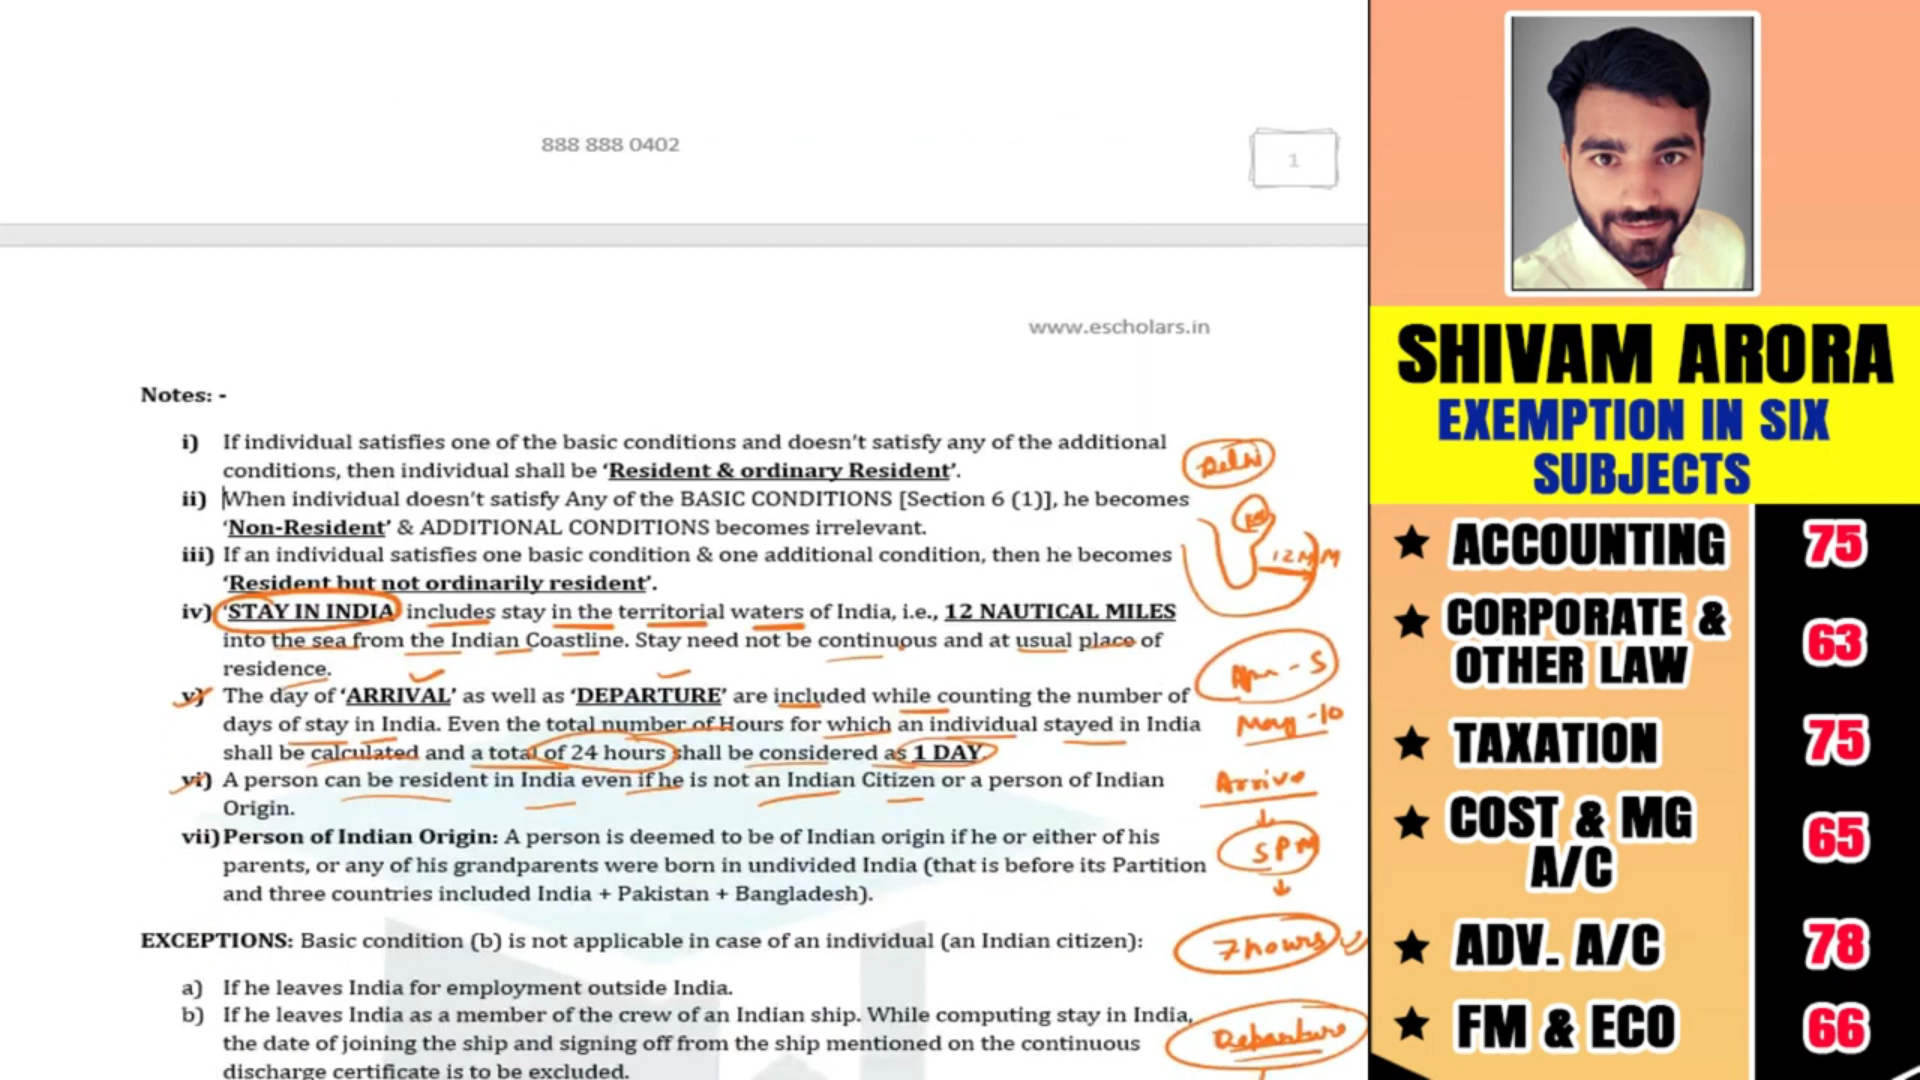 888 888 0402
1
www.escholars.in
Notes: -
i) If individual satisfies one of the basic conditions and doesn't satisfy any of the additional
conditions, then individual shall be 'Resident & ordinary Resident'.
ii) When individual doesn't satisfy Any of the BASIC CONDITIONS [Section 6 (1)], he becomes
'Non-Resident' & ADDITIONAL CONDITIONS becomes irrelevant.
iii) If an individual satisfies one basic condition & one additional condition, then he becomes
'Resident but not ordinarily resident'.
iv) 'STAY IN INDIA includes stay in the territorial waters of India, i.e., 12 NAUTICAL MILES
into the sea from the Indian Coastline. Stay need not be continuous and at usual place of
residence.
v) The day of 'ARRIVAL' as well as 'DEPARTURE' are included while counting the number of
days of stay in India. Even the total number of Hours for which an individual stayed in India
shall be calculated and a total of 24 hours shall be considered as 1 DAY.
vi) A person can be resident in India even if he is not an Indian Citizen or a person of Indian
Origin.
vii) Person of Indian Origin: A person is deemed to be of Indian origin if he or either of his
parents, or any of his grandparents were born in undivided India (that is before its Partition
and three countries included India + Pakistan + Bangladesh).
EXCEPTIONS: Basic condition (b) is not applicable in case of an individual (an Indian citizen):
a) If he leaves India for employment outside India.
b) If he leaves India as a member of the crew of an Indian ship. While computing stay in India,
the date of joining the ship and signing off from the ship mentioned on the continuous
discharge certificate is to be excluded.
Delhi
12 N M
- 5
May -10
Arrive
5 PM
7 hours
Departure
SHIVAM ARORA
EXEMPTION IN SIX
SUBJECTS
★ ACCOUNTING 75
★ CORPORATE &
OTHER LAW 63
★ TAXATION 75
★ COST & MG
A/C 65
★ ADV. A/C 78
★ FM & ECO 66